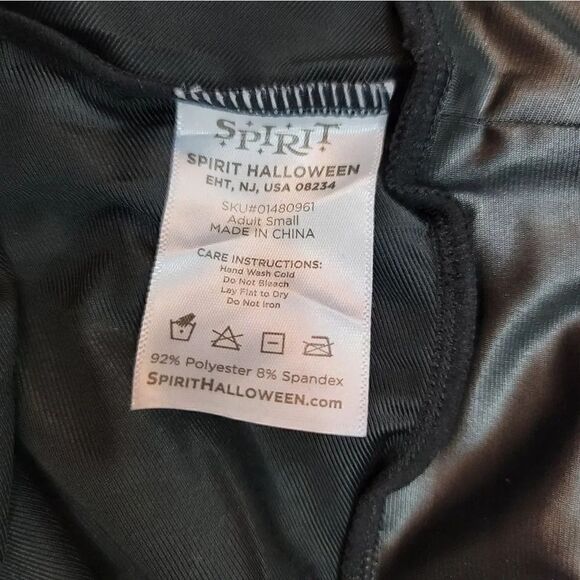 SPIRIT
SPIRIT HALLOWEEN
EHT, NJ, USA 08234
SKU#01480961
Adult Small
MADE IN CHINA
CARE INSTRUCTIONS:
Hand Wash Cold
Do Not Bleach
Lay Flat to Dry
Do Not Iron
92% Polyester 8% Spandex
SPIRITHALLOWEEN.com